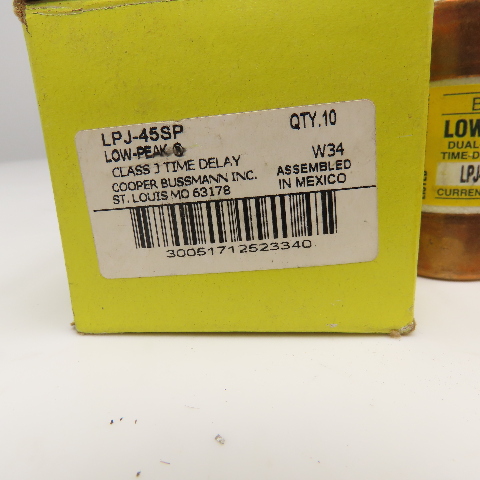 LPJ-45SP QTY.10
LOW-PEAK ®
CLASS J TIME DELAY W34
COOPER BUSSMANN INC. ASSEMBLED
ST. LOUIS MO 63178 IN MEXICO
30051712523340
LOW
DUAL
TIME-D
LPJ
CURREN